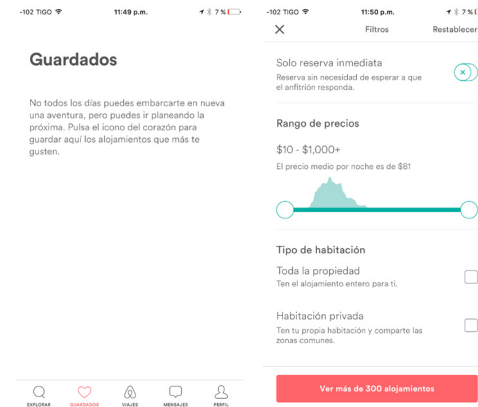 -102 TIGO 11:49 p.m. 7 %
Guardados
No todos los días puedes embarcarte en nueva
una aventura, pero puedes ir planeando la
próxima. Pulsa el icono del corazón para
guardar aquí los alojamientos que más te
gusten.
EXPLORAR GUARDADOS VIAJES MENSAJES PERFIL
-102 TIGO 11:50 p.m. 7 %
Filtros Restablecer
Solo reserva inmediata
Reserva sin necesidad de esperar a que
el anfitrión responda.
Rango de precios
$10 - $1,000+
El precio medio por noche es de $81
Tipo de habitación
Toda la propiedad
Ten el alojamiento entero para ti.
Habitación privada
Ten tu propia habitación y comparte las
zonas comunes.
Ver más de 300 alojamientos